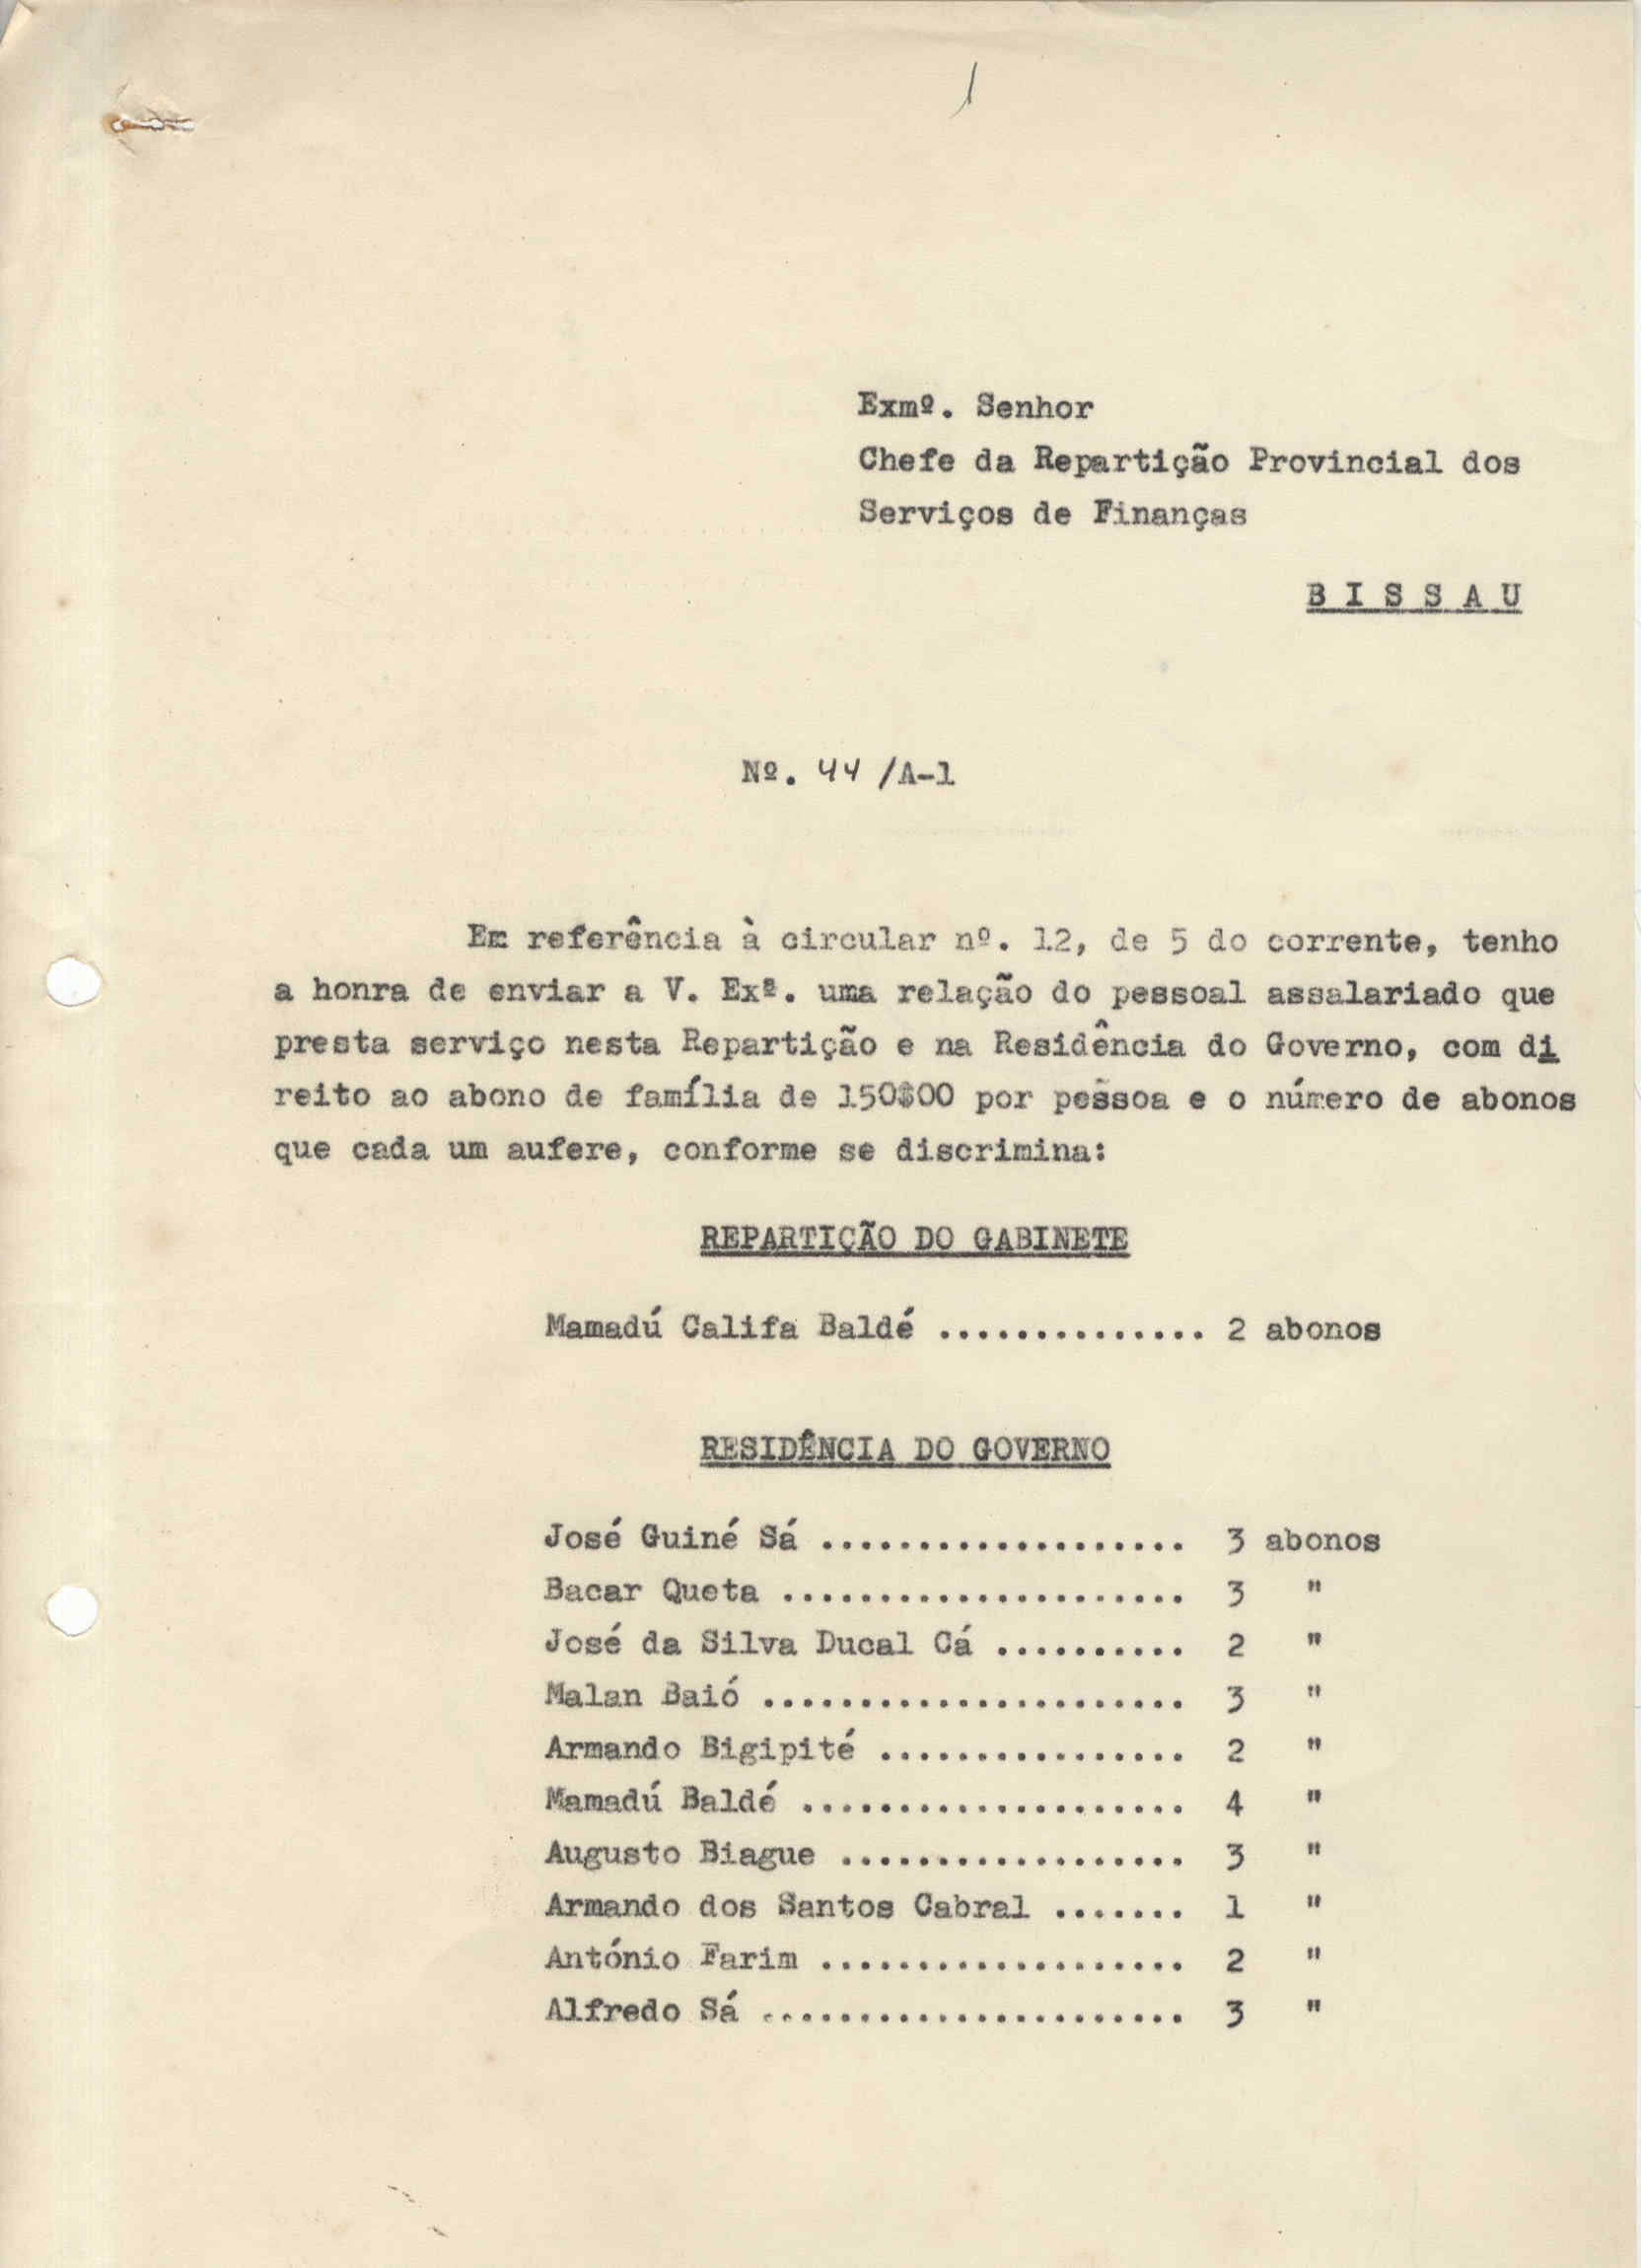 1
Exmº. Senhor
Chefe da Repartição Provincial dos
Serviços de Finanças
B I S S A U
Nº. 44 /A-1
Em referência à circular nº. 12, de 5 do corrente, tenho
a honra de enviar a V. Exª. uma relação do pessoal assalariado que
presta serviço nesta Repartição e na Residência do Governo, com di
reito ao abono de família de 150$00 por pessoa e o número de abonos
que cada um aufere, conforme se discrimina:
REPARTIÇÃO DO GABINETE
Mamadú Califa Baldé .............. 2 abonos
RESIDÊNCIA DO GOVERNO
José Guiné Sá ................... 3 abonos
Bacar Queta ..................... 3 "
José da Silva Ducal Cá .......... 2 "
Malan Baió ...................... 3 "
Armando Bigipité ................ 2 "
Mamadú Baldé .................... 4 "
Augusto Biague .................. 3 "
Armando dos Santos Cabral ....... 1 "
António Farim ................... 2 "
Alfredo Sá ...................... 3 "